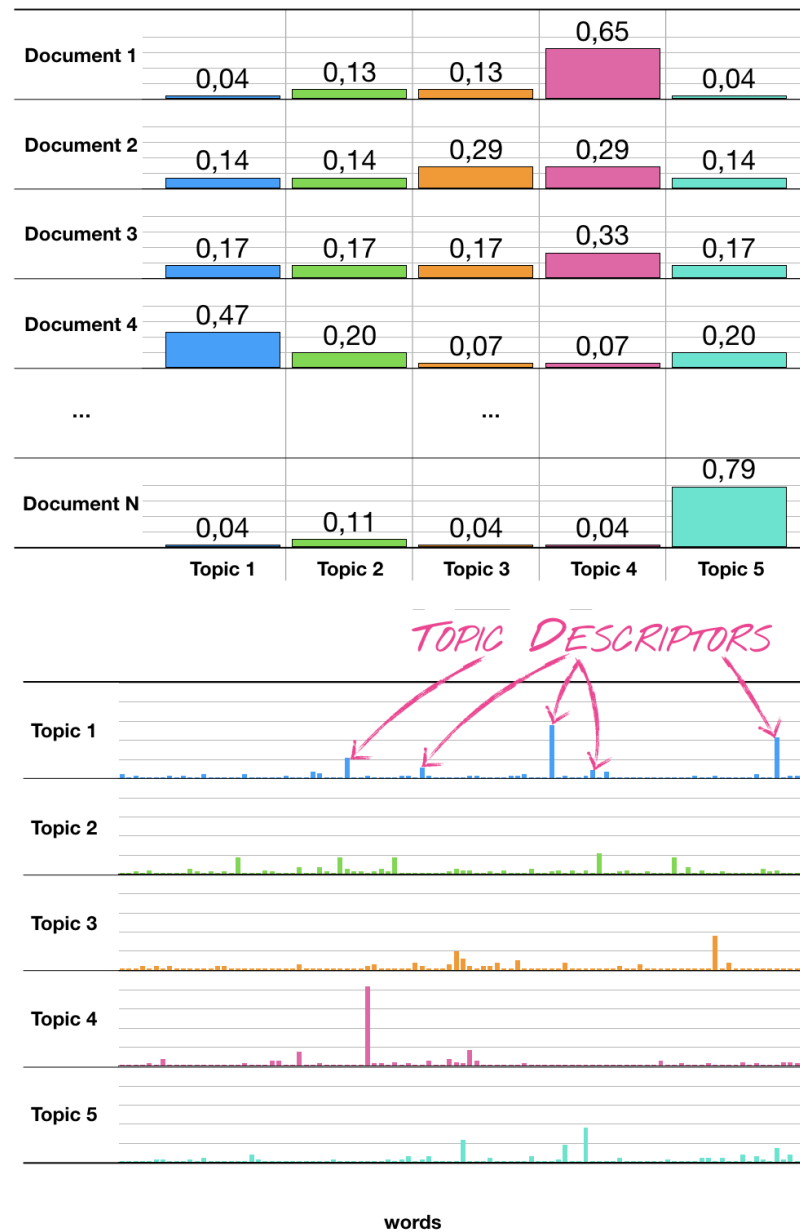 Document 1 0,04 0,13 0,13 0,65 0,04
Document 2 0,14 0,14 0,29 0,29 0,14
Document 3 0,17 0,17 0,17 0,33 0,17
Document 4 0,47 0,20 0,07 0,07 0,20
... ...
Document N 0,04 0,11 0,04 0,04 0,79
Topic 1 Topic 2 Topic 3 Topic 4 Topic 5
TOPIC DESCRIPTORS
Topic 1
Topic 2
Topic 3
Topic 4
Topic 5
words